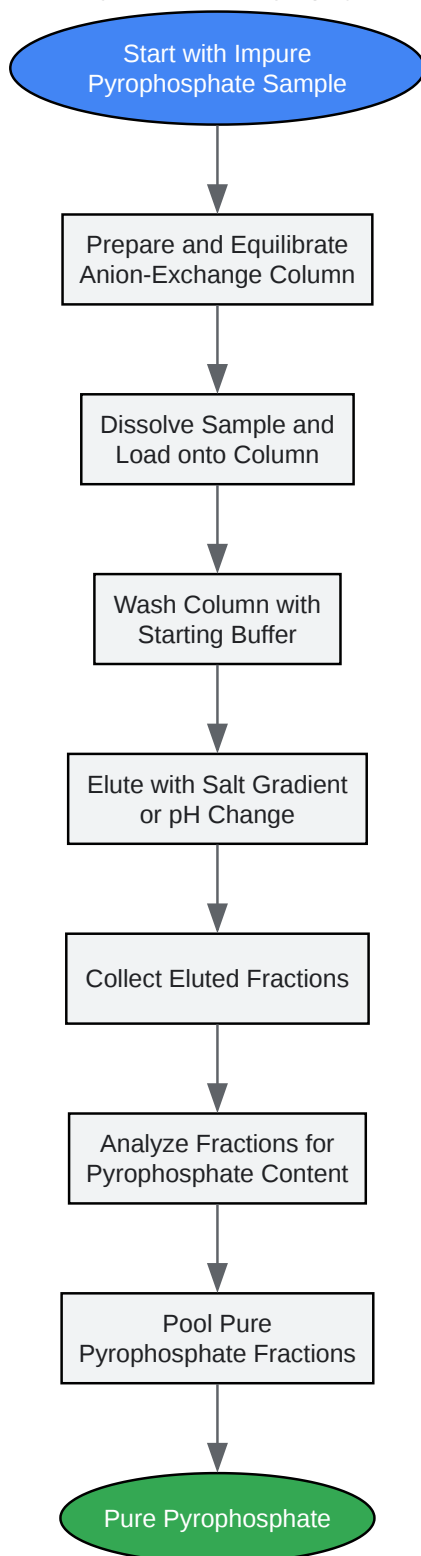 Start with Impure
Pyrophosphate Sample
Prepare and Equilibrate
Anion-Exchange Column
Dissolve Sample and
Load onto Column
Wash Column with
Starting Buffer
Elute with Salt Gradient
or pH Change
Collect Eluted Fractions
Analyze Fractions for
Pyrophosphate Content
Pool Pure
Pyrophosphate Fractions
Pure Pyrophosphate